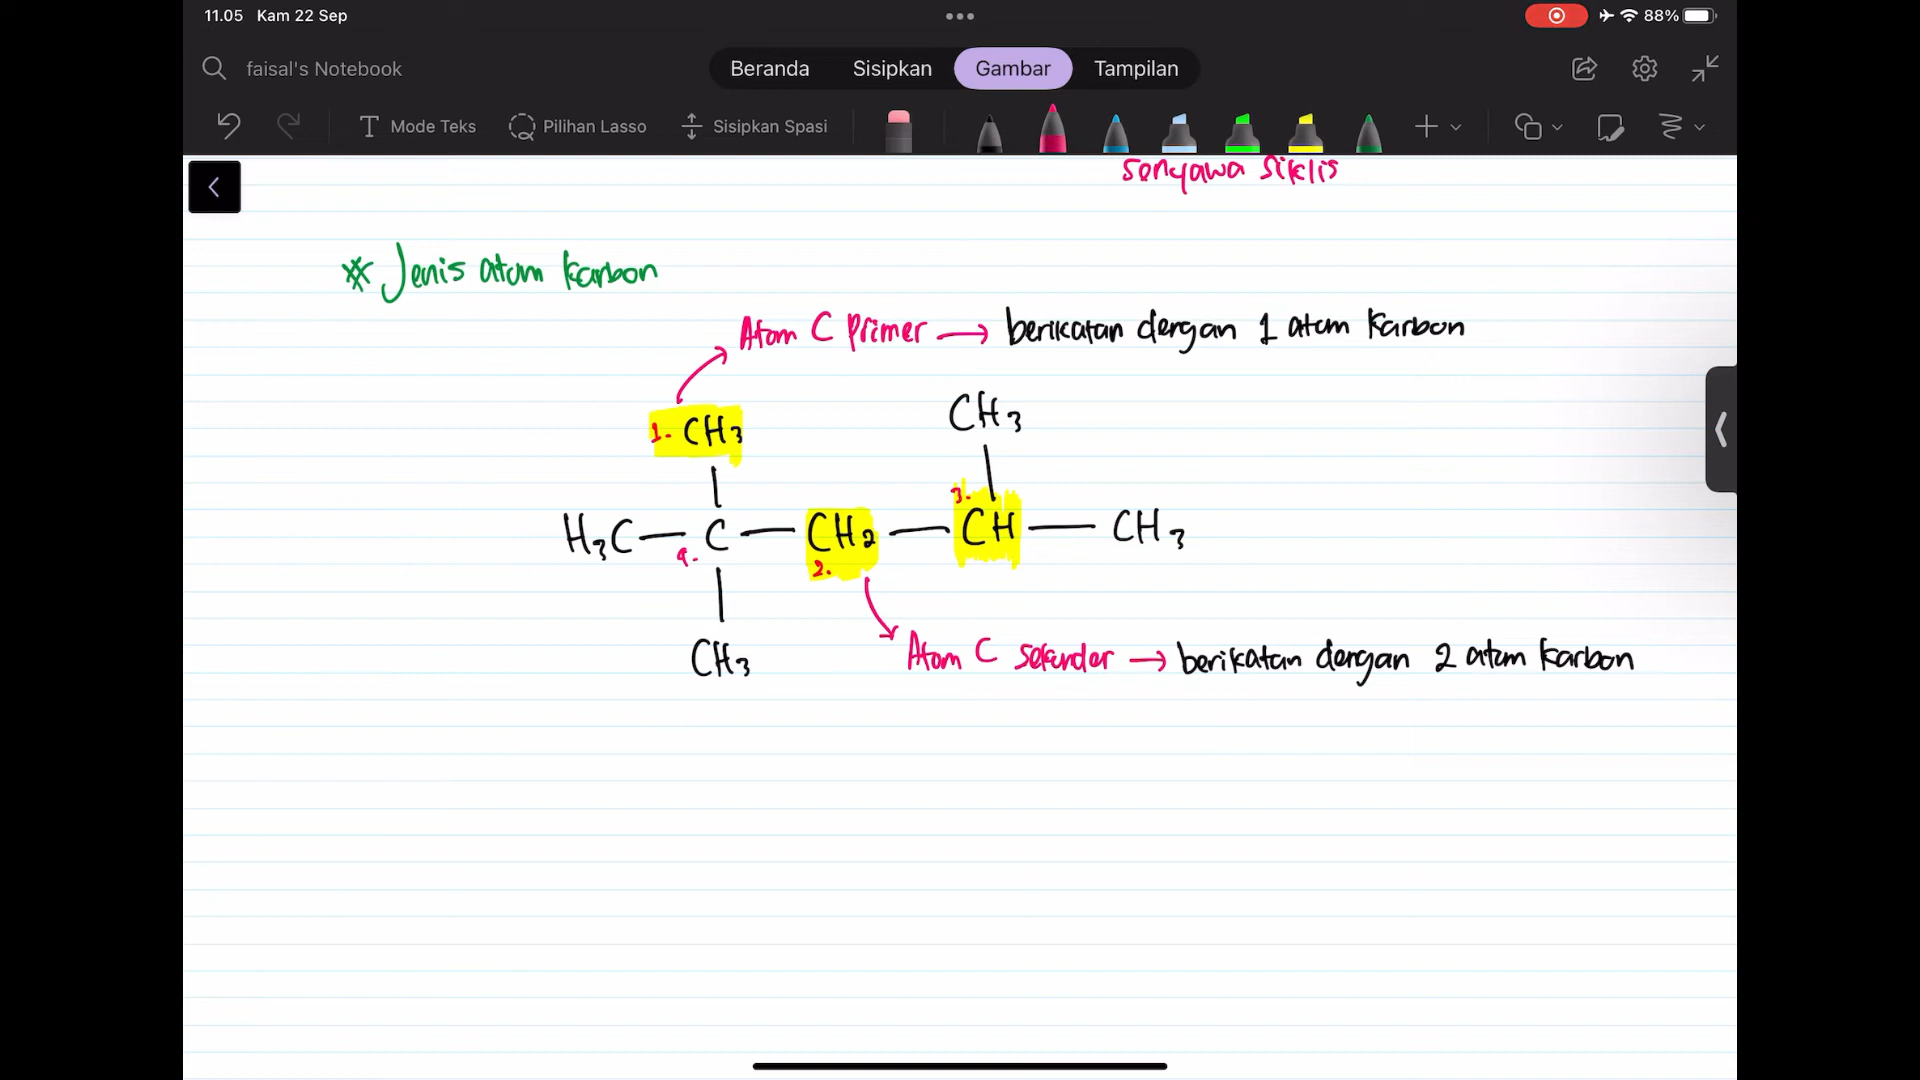 11.05 Kam 22 Sep
88%
faisal's Notebook
Beranda Sisipkan Gambar Tampilan
Mode Teks Pilihan Lasso Sisipkan Spasi
senyawa siklis
* Jenis atom karbon
Atom C primer → berikatan dengan 1 atom karbon
CH₃
1. CH₃
3.
H₃C — C — CH₂ — CH — CH₃
4. 2.
CH₃
Atom C sekunder → berikatan dengan 2 atom karbon